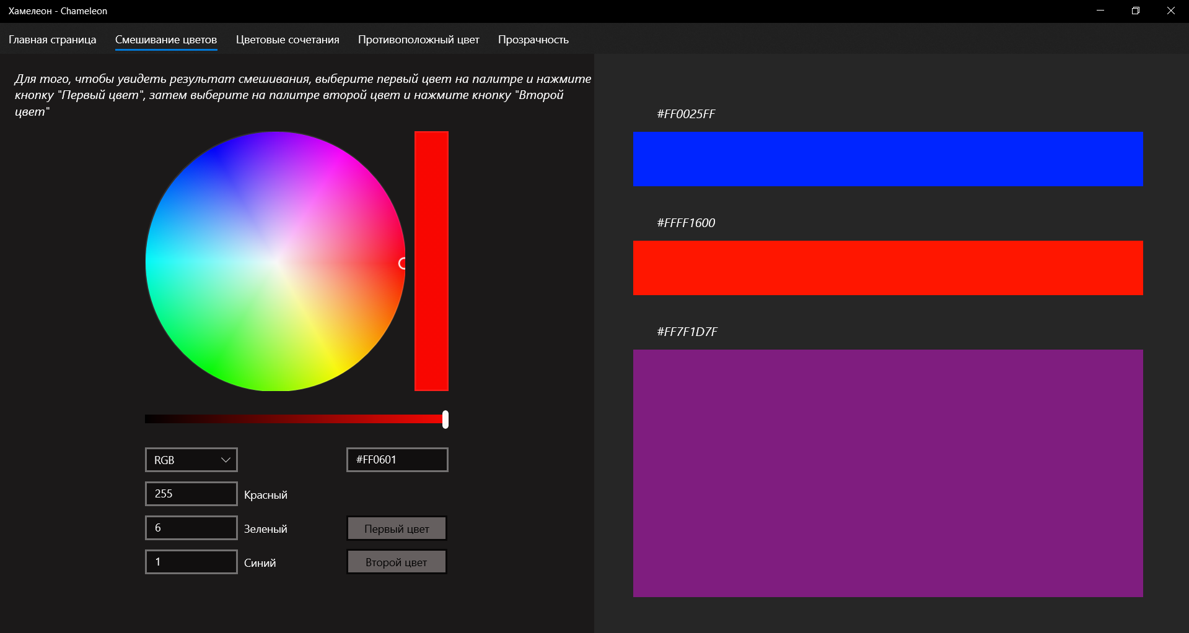 Хамелеон - Chameleon
Главная страница
Смешивание цветов
Цветовые сочетания
Противоположный цвет
Прозрачность
Для того, чтобы увидеть результат смешивания, выберите первый цвет на палитре и нажмите
кнопку "Первый цвет", затем выберите на палитре второй цвет и нажмите кнопку "Второй
цвет"
RGB
#FF0601
255
Красный
6
Зеленый
Первый цвет
1
Синий
Второй цвет
#FF0025FF
#FFFF1600
#FF7F1D7F